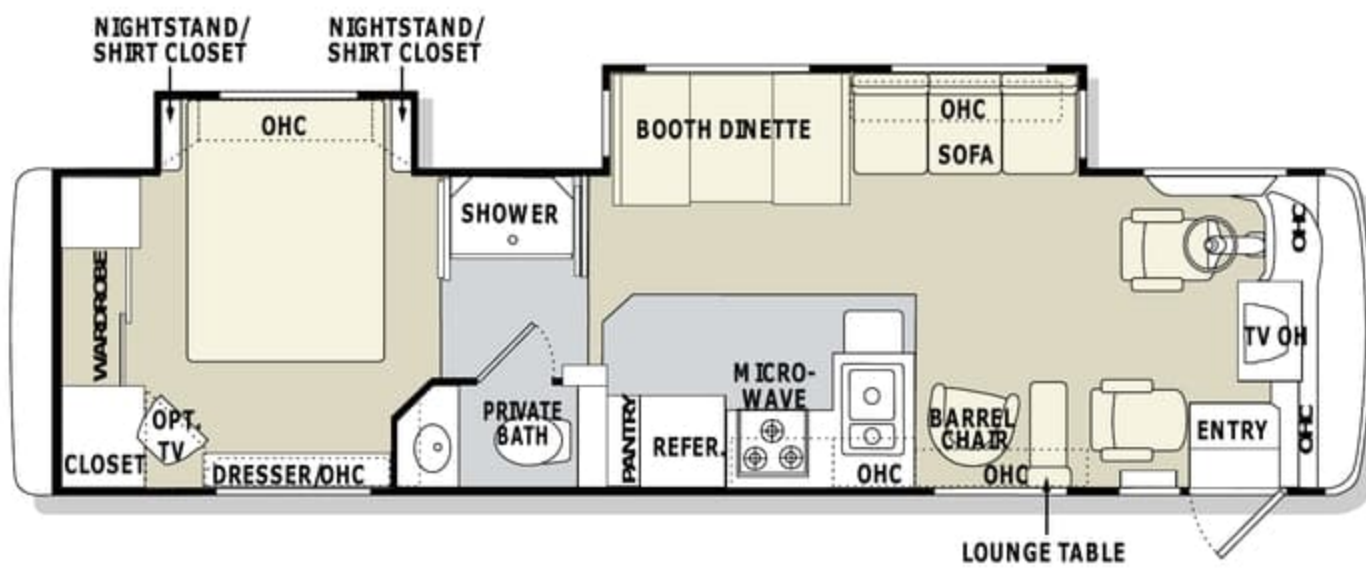 NIGHTSTAND/
SHIRT CLOSET
NIGHTSTAND/
SHIRT CLOSET
OHC
BOOTH DINETTE
OHC
SOFA
SHOWER
OHC
WARDROBE
TV OH
MICRO-
WAVE
OPT.
TV
PRIVATE
BATH
PANTRY
REFER.
BARREL
CHAIR
ENTRY
OHC
CLOSET
DRESSER/OHC
OHC
OHC
LOUNGE TABLE